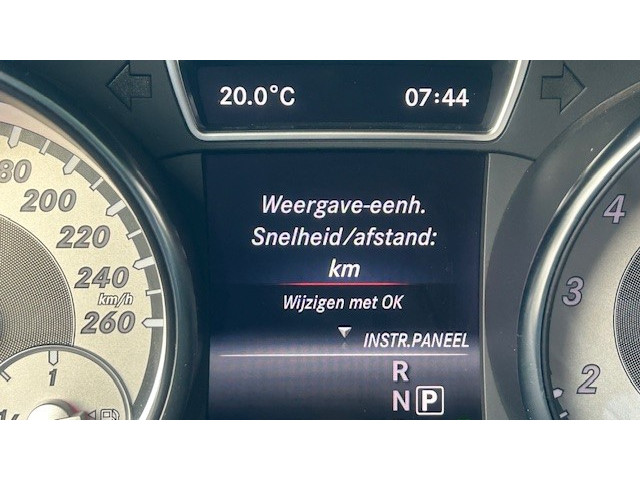 20.0°C 07:44
Weergave-eenh.
Snelheid/afstand:
km
Wijzigen met OK
INSTR.PANEEL
R
N P
80
200
220
240
km/h
260
1
4
3
2